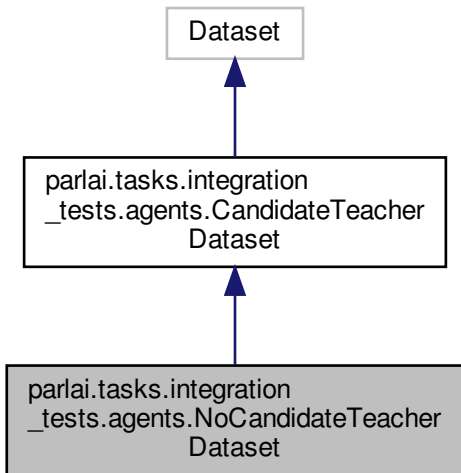 Dataset
parlai.tasks.integration
_tests.agents.CandidateTeacher
Dataset
parlai.tasks.integration
_tests.agents.NoCandidateTeacher
Dataset